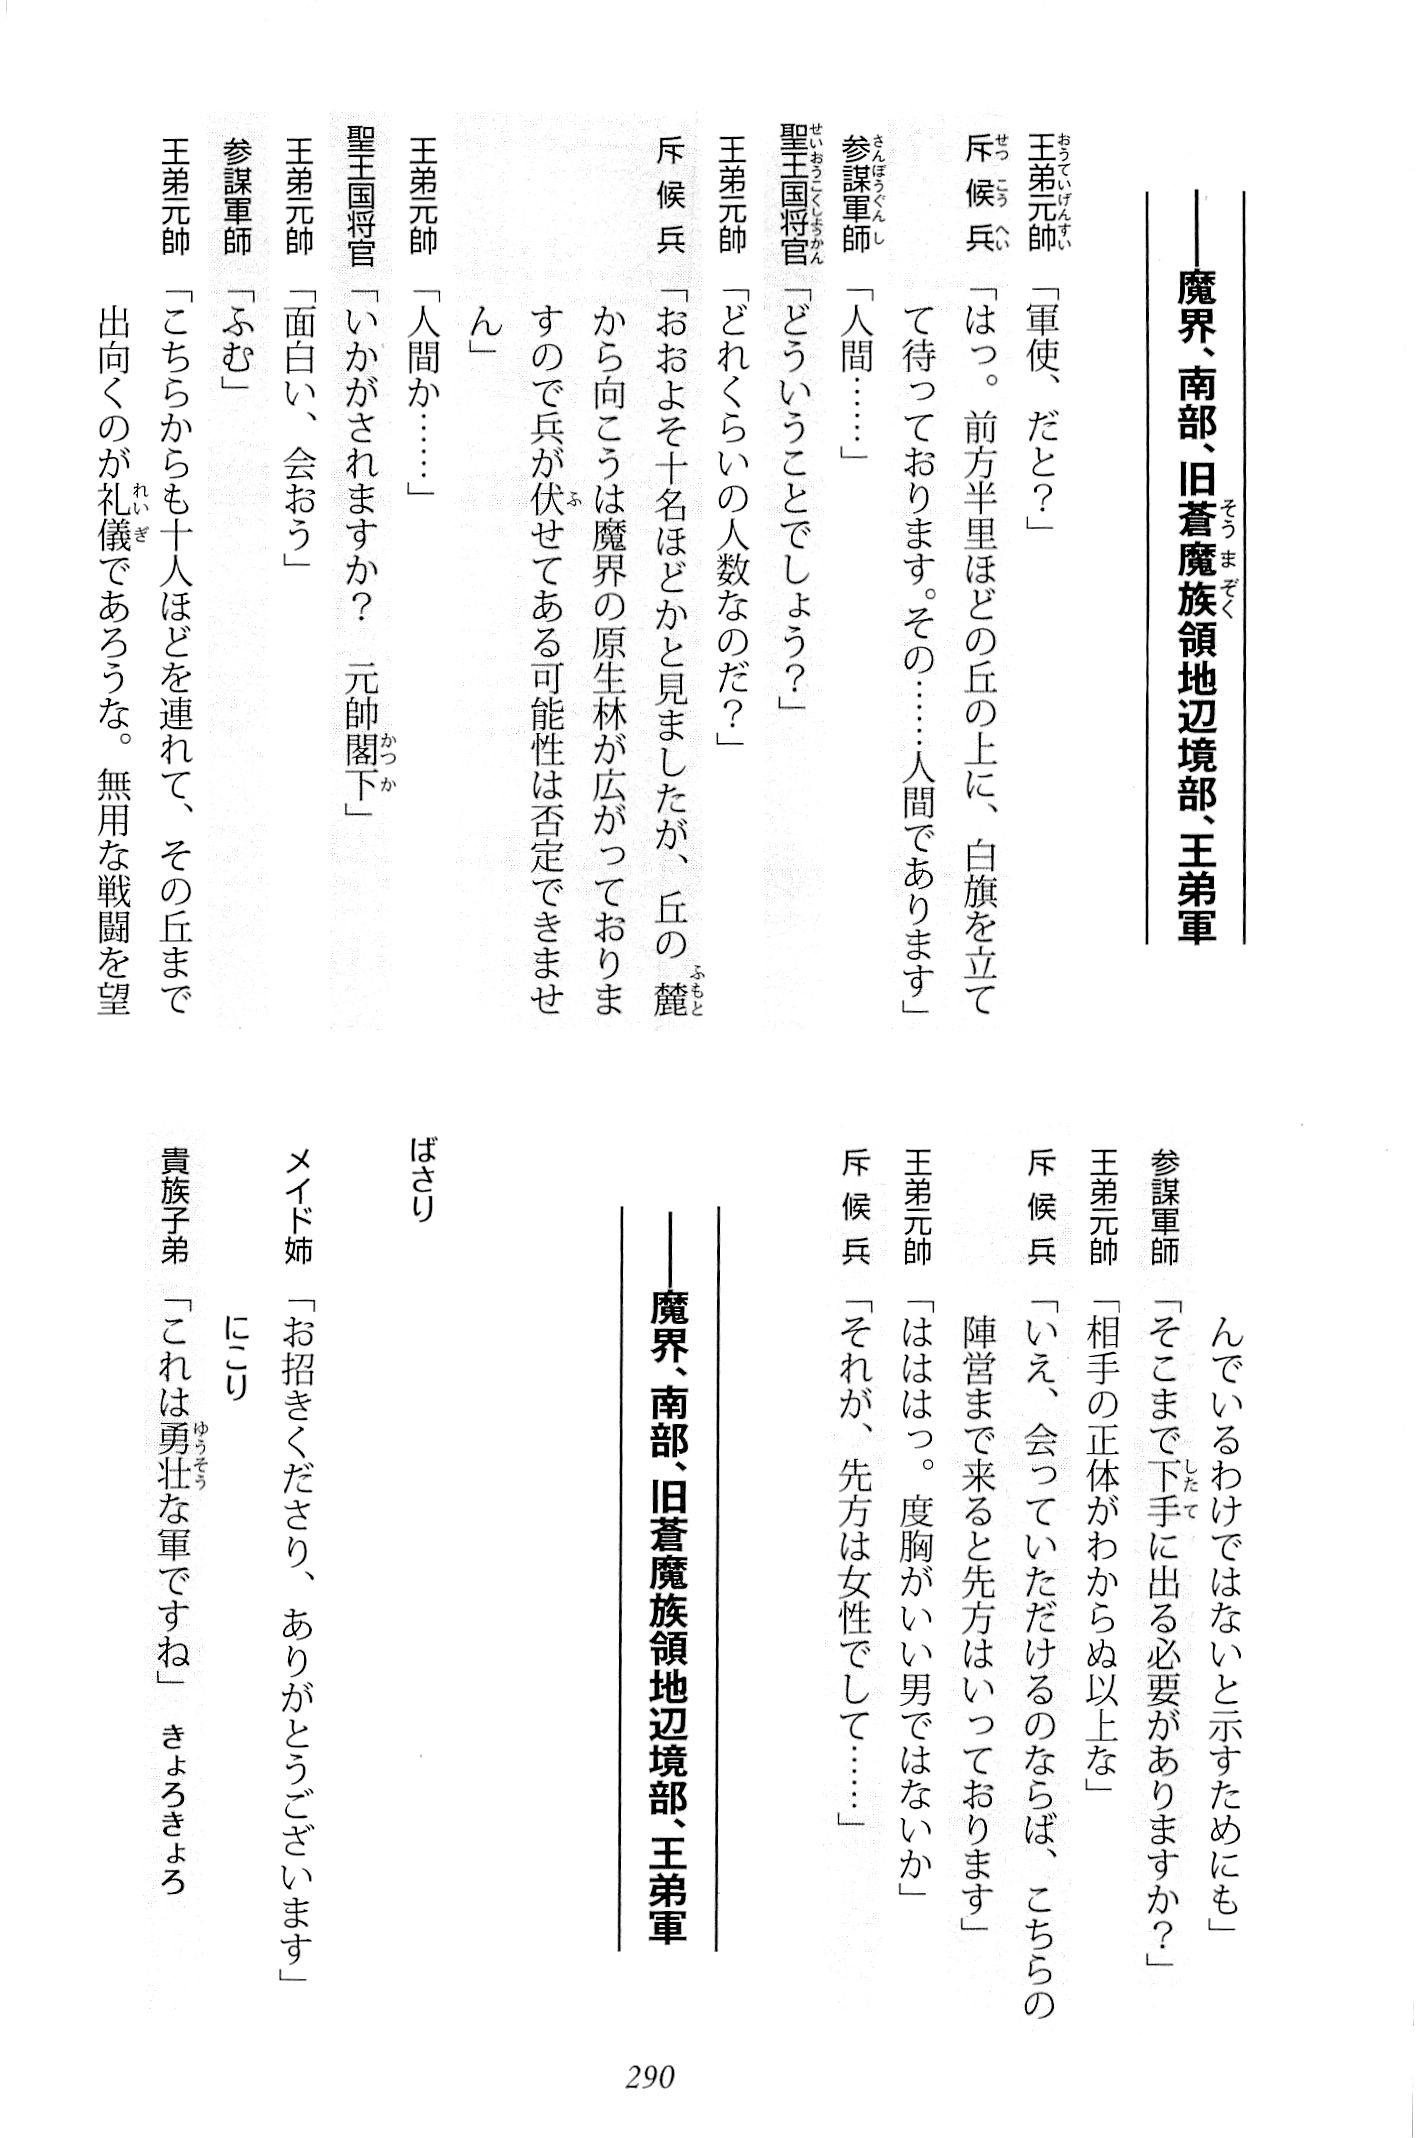 ――魔界、南部、旧蒼魔族領地辺境部、王弟軍
王弟元帥「軍使、だと？」
斥候兵「はっ。前方半里ほどの丘の上に、白旗を立て
て待っております。その……人間であります」
参謀軍師「人間……」
聖王国将官「どういうことでしょう？」
王弟元帥「どれくらいの人数なのだ？」
斥候兵「おおよそ十名ほどかと見ましたが、丘の麓
から向こうは魔界の原生林が広がっておりま
すので兵が伏せてある可能性は否定できませ
ん」
王弟元帥「人間か……」
聖王国将官「いかがされますか？　元帥閣下」
王弟元帥「面白い、会おう」
参謀軍師「ふむ」
王弟元帥「こちらからも十人ほどを連れて、その丘まで
出向くのが礼儀であろうな。無用な戦闘を望
んでいるわけではないと示すためにも」
参謀軍師「そこまで下手に出る必要がありますか？」
王弟元帥「相手の正体がわからぬ以上な」
斥候兵「いえ、会っていただけるのならば、こちらの
陣営まで来ると先方はいっております」
王弟元帥「ははっ。度胸がいい男ではないか」
斥候兵「それが、先方は女性でして……」
――魔界、南部、旧蒼魔族領地辺境部、王弟軍
ばさり
メイド姉「お招きくださり、ありがとうございます」
にこり
貴族子弟「これは勇壮な軍ですね」　きょろきょろ
290